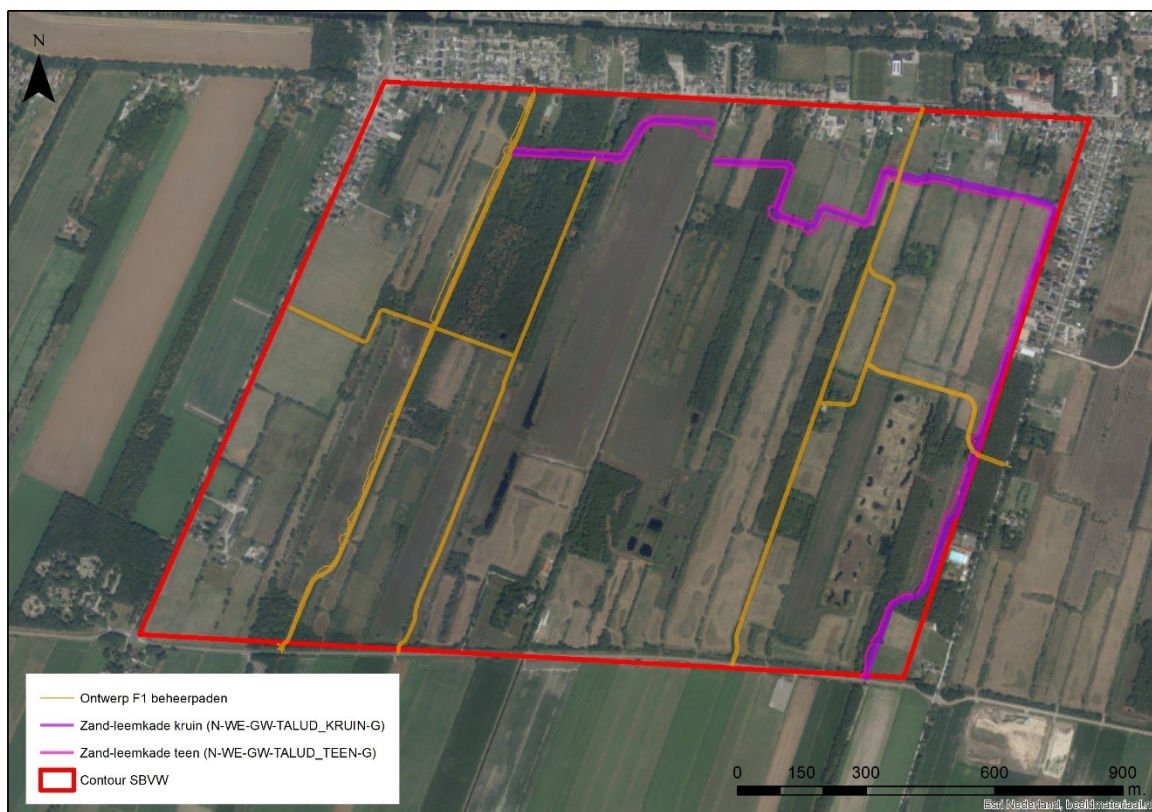 N
Ontwerp F1 beheerpaden
Zand-leemkade kruin (N-WE-GW-TALUD_KRUIN-G)
Zand-leemkade teen (N-WE-GW-TALUD_TEEN-G)
Contour SBVW
0 150 300 600 900
m.
Esri Nederland, beeldmateriaal.n